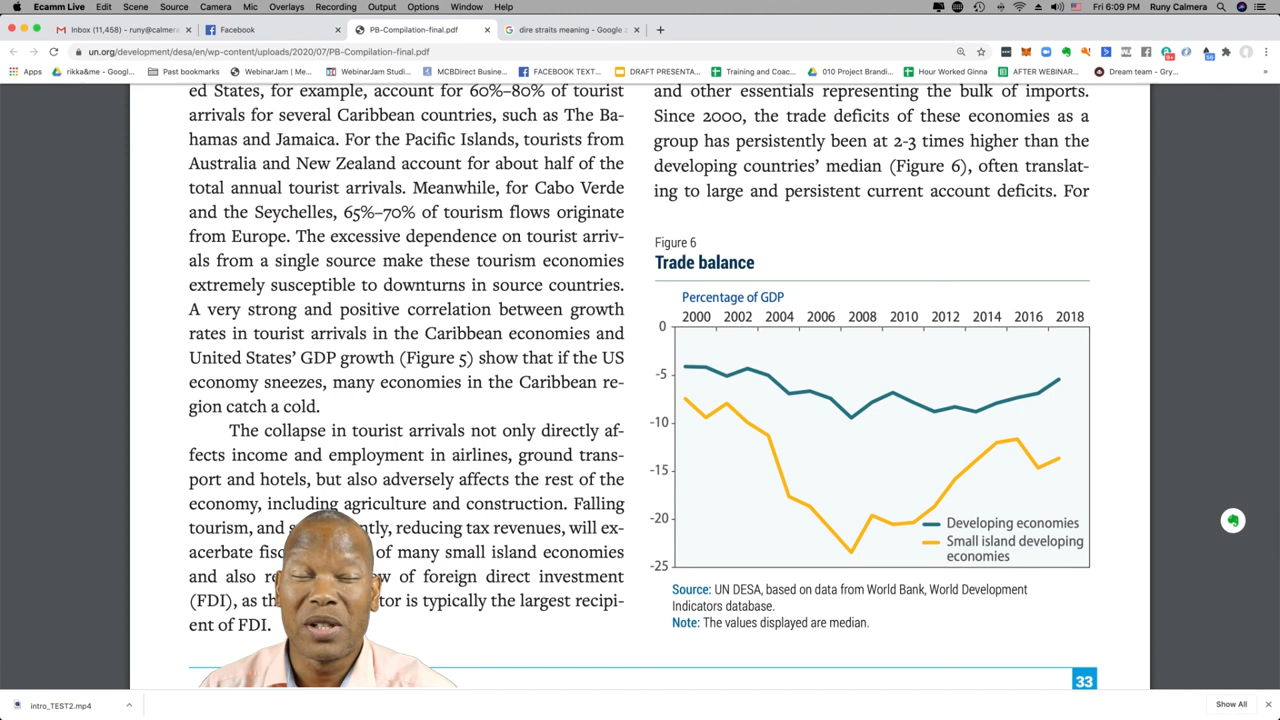 Ecamm Live Edit Scene Source Camera Mic Overlays Recording Output Options Window Help Fri 6:09 PM Runy Calmera
Inbox (11,458) - runy@calmera Facebook PB-Compilation-final.pdf dire straits meaning - Google
un.org/development/desa/en/wp-content/uploads/2020/07/PB-Compilation-final.pdf
Apps rikka&me - Googl... Past bookmarks WebinarJam | Me... WebinarJam Studi... MCBDirect Busine... FACEBOOK TEXT... DRAFT PRESENTA... Training and Coac... 010 Project Brandi... Hour Worked Ginna AFTER WEBINAR... Dream team - Gry...
ed States, for example, account for 60%–80% of tourist
arrivals for several Caribbean countries, such as The Ba-
hamas and Jamaica. For the Pacific Islands, tourists from
Australia and New Zealand account for about half of the
total annual tourist arrivals. Meanwhile, for Cabo Verde
and the Seychelles, 65%–70% of tourism flows originate
from Europe. The excessive dependence on tourist arriv-
als from a single source make these tourism economies
extremely susceptible to downturns in source countries.
A very strong and positive correlation between growth
rates in tourist arrivals in the Caribbean economies and
United States' GDP growth (Figure 5) show that if the US
economy sneezes, many economies in the Caribbean re-
gion catch a cold.
The collapse in tourist arrivals not only directly af-
fects income and employment in airlines, ground trans-
port and hotels, but also adversely affects the rest of the
economy, including agriculture and construction. Falling
tourism, and reducing tax revenues, will ex-
acerbate of many small island economies
and also of foreign direct investment
(FDI), as is typically the largest recipi-
ent of FDI.
and other essentials representing the bulk of imports.
Since 2000, the trade deficits of these economies as a
group has persistently been at 2-3 times higher than the
developing countries' median (Figure 6), often translat-
ing to large and persistent current account deficits. For
Figure 6
Trade balance
Percentage of GDP
2000 2002 2004 2006 2008 2010 2012 2014 2016 2018
0
-5
-10
-15
-20
-25
Developing economies
Small island developing
economies
Source: UN DESA, based on data from World Bank, World Development
Indicators database.
Note: The values displayed are median.
33
intro_TEST2.mp4 Show All